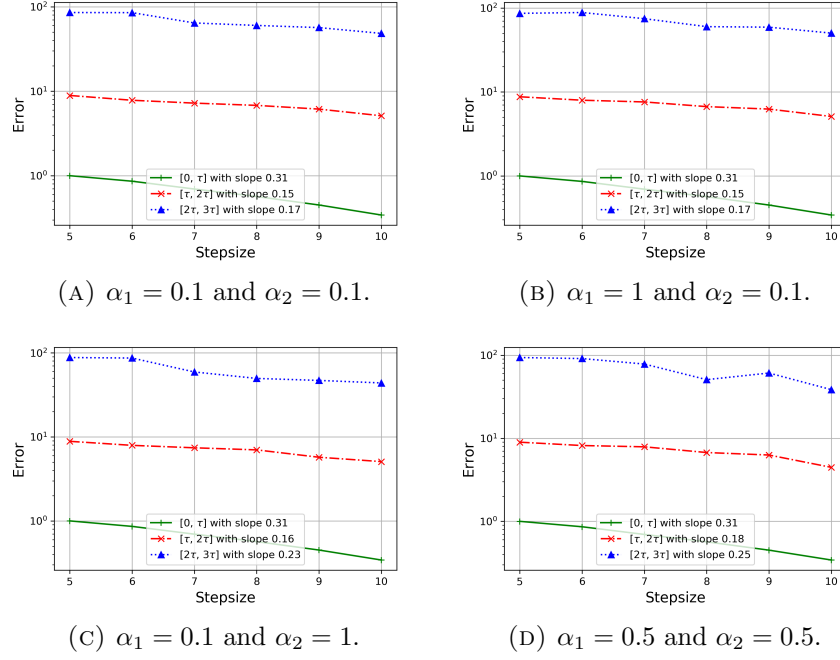 10²
10¹
10⁰
Error
[0, τ] with slope 0.31
[τ, 2τ] with slope 0.15
[2τ, 3τ] with slope 0.17
5 6 7 8 9 10
Stepsize
(A) α₁ = 0.1 and α₂ = 0.1.
10²
10¹
10⁰
Error
[0, τ] with slope 0.31
[τ, 2τ] with slope 0.15
[2τ, 3τ] with slope 0.17
5 6 7 8 9 10
Stepsize
(B) α₁ = 1 and α₂ = 0.1.
10²
10¹
10⁰
Error
[0, τ] with slope 0.31
[τ, 2τ] with slope 0.16
[2τ, 3τ] with slope 0.23
5 6 7 8 9 10
Stepsize
(C) α₁ = 0.1 and α₂ = 1.
10²
10¹
10⁰
Error
[0, τ] with slope 0.31
[τ, 2τ] with slope 0.18
[2τ, 3τ] with slope 0.25
5 6 7 8 9 10
Stepsize
(D) α₁ = 0.5 and α₂ = 0.5.